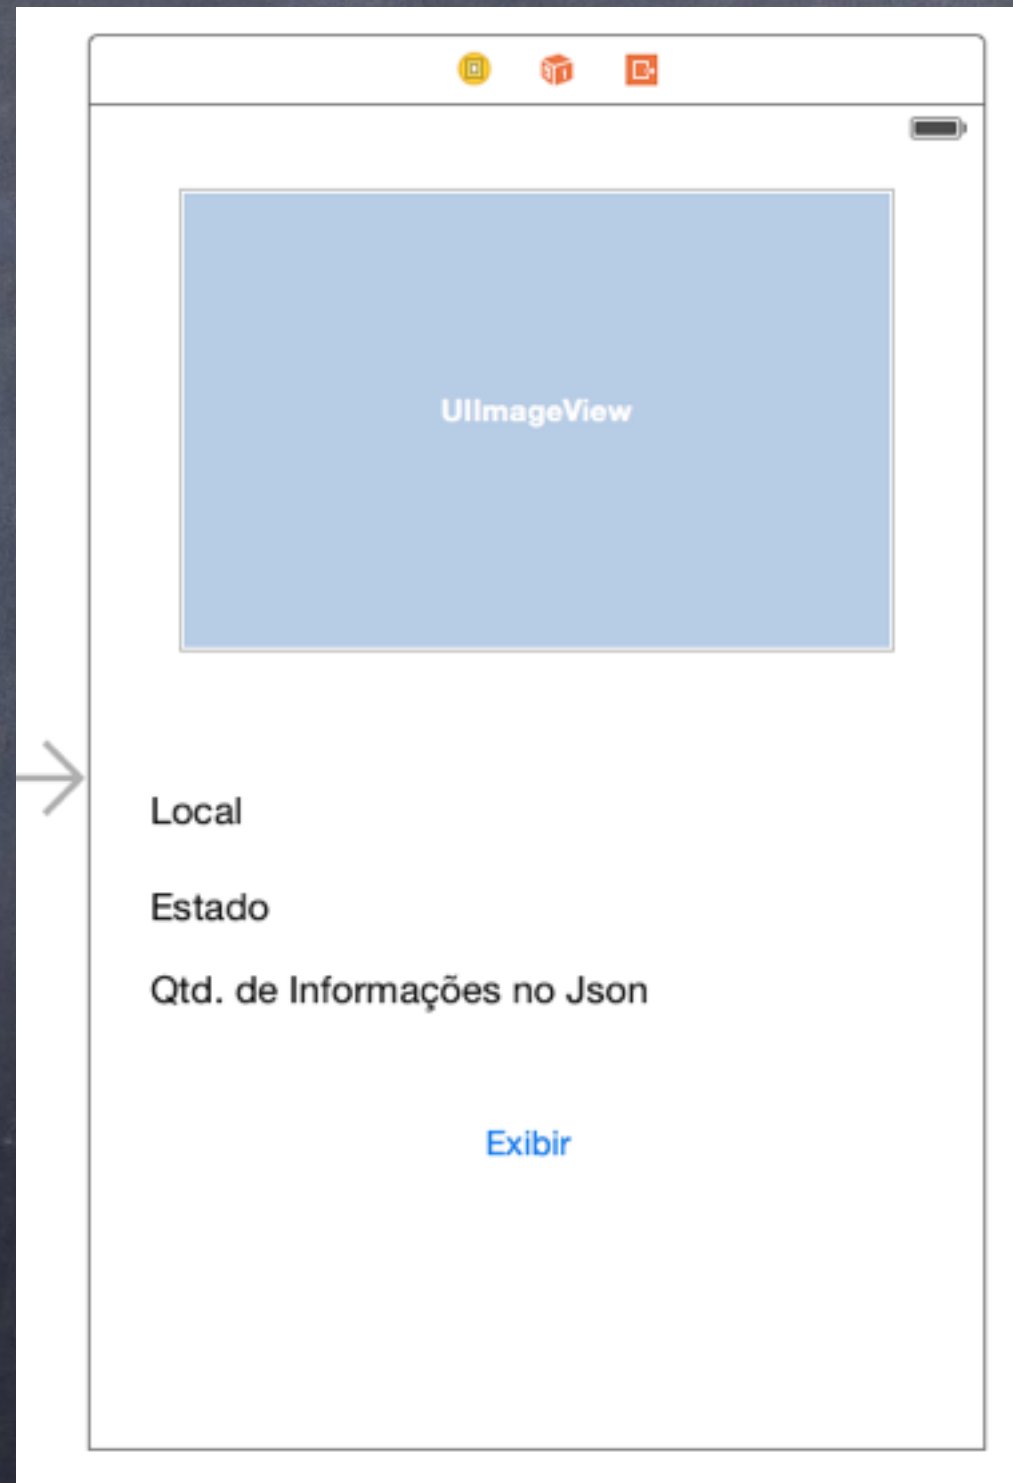 UIImageView
Local
Estado
Qtd. de Informações no Json
Exibir